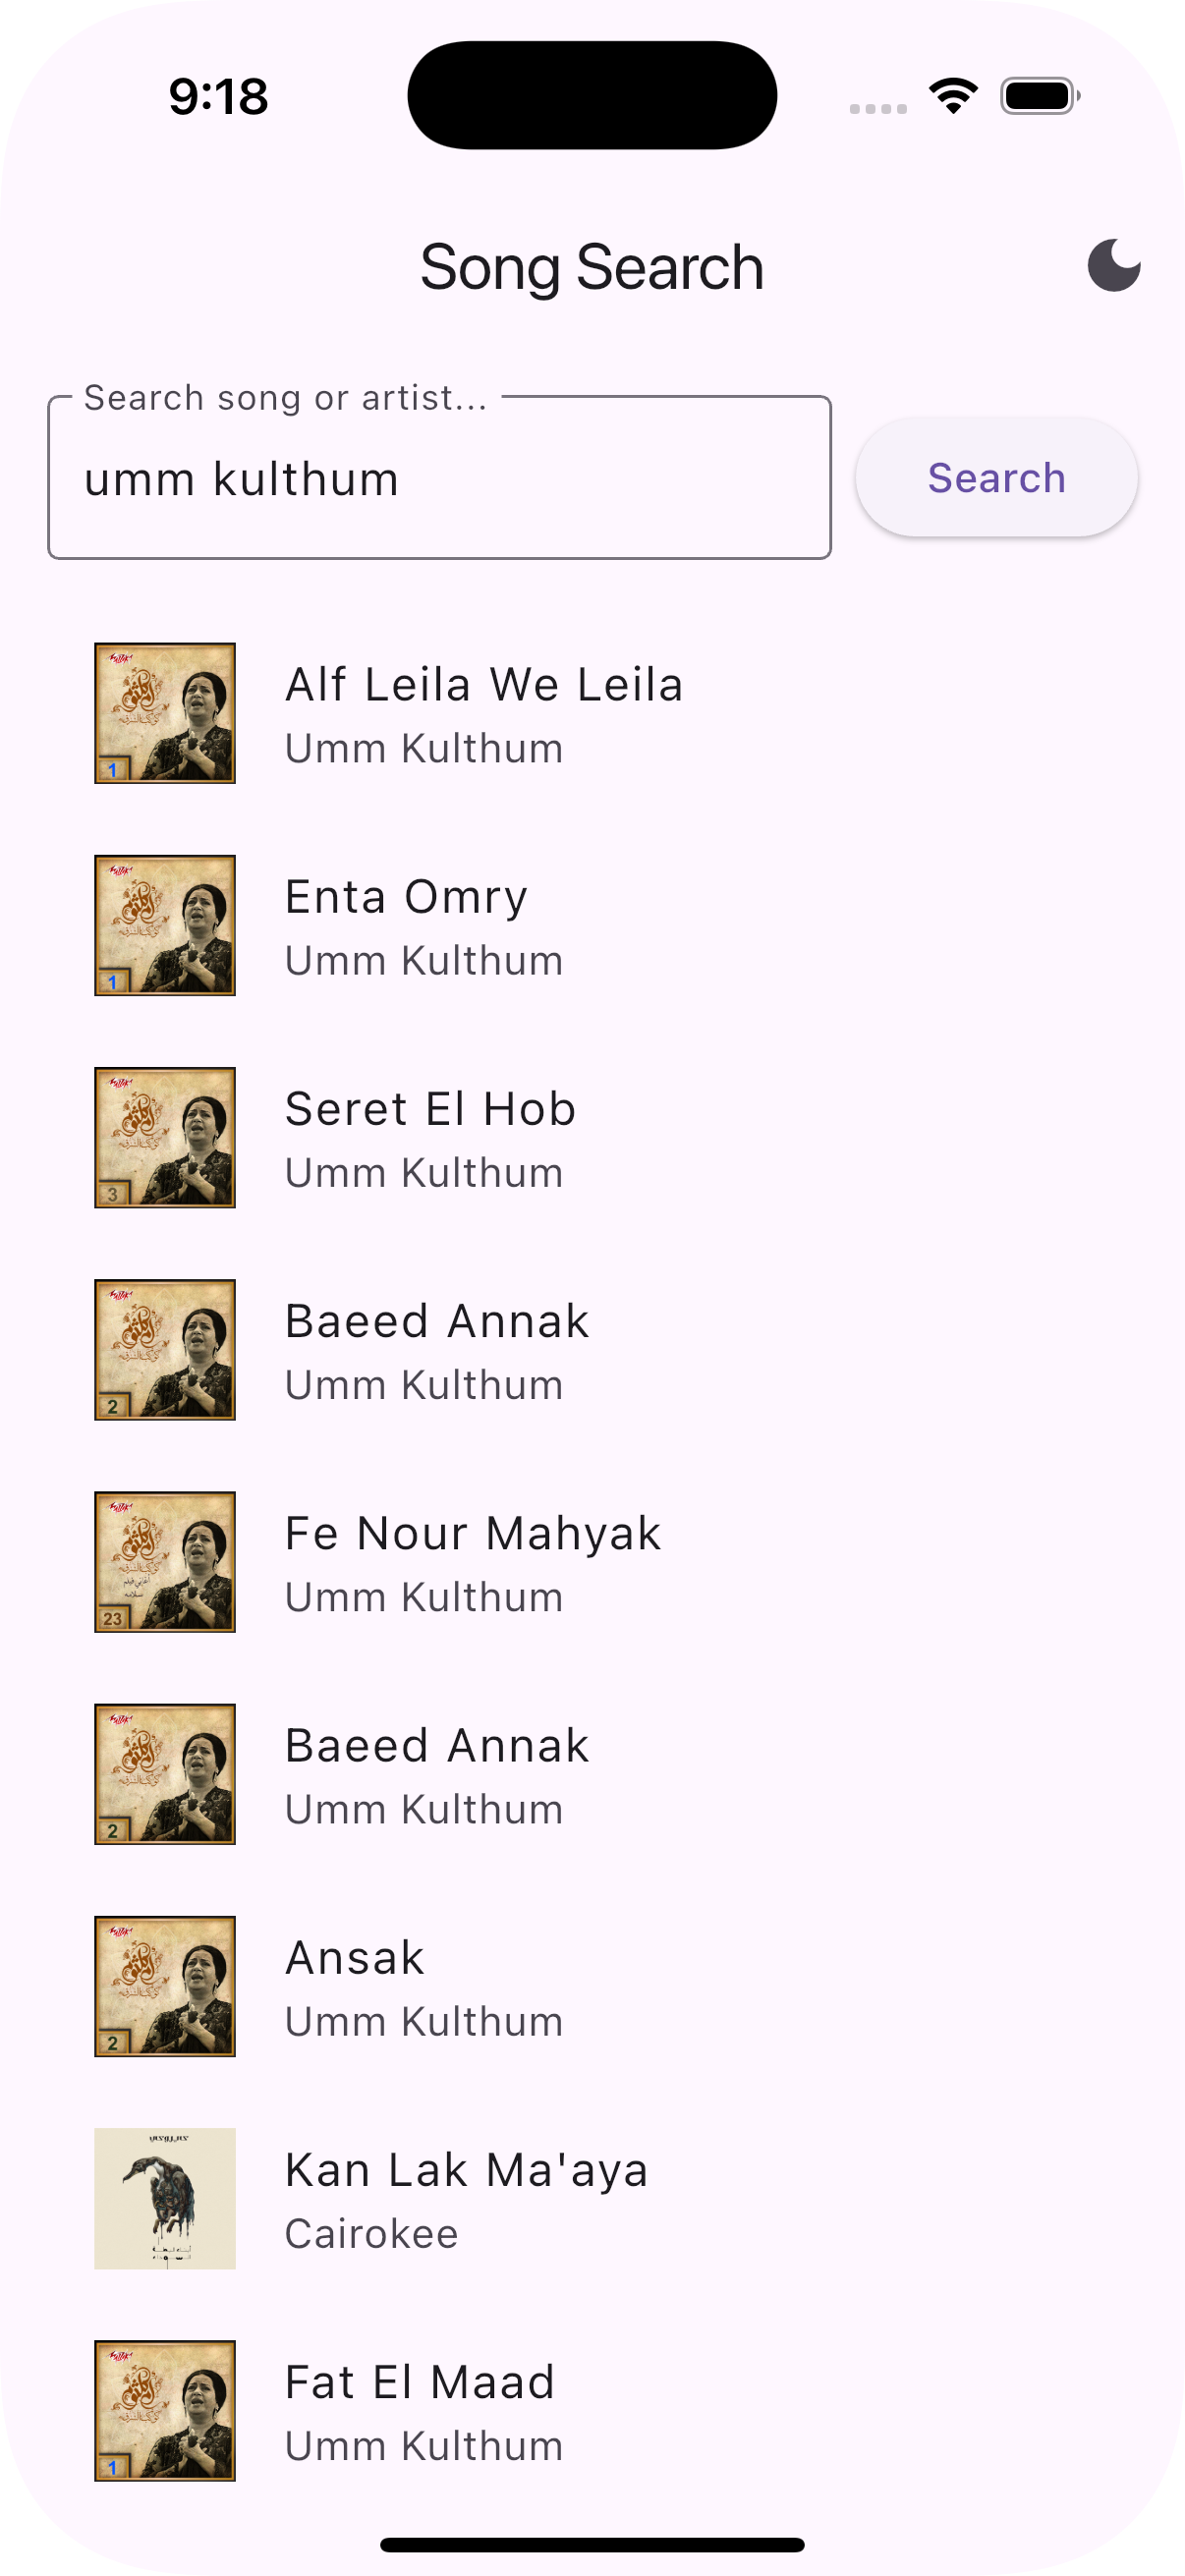 9:18
Song Search
Search song or artist...
umm kulthum
Search
Alf Leila We Leila
Umm Kulthum
1
Enta Omry
Umm Kulthum
1
Seret El Hob
Umm Kulthum
3
Baeed Annak
Umm Kulthum
2
Fe Nour Mahyak
Umm Kulthum
23
Baeed Annak
Umm Kulthum
2
Ansak
Umm Kulthum
2
Kan Lak Ma'aya
Cairokee
Fat El Maad
Umm Kulthum
1